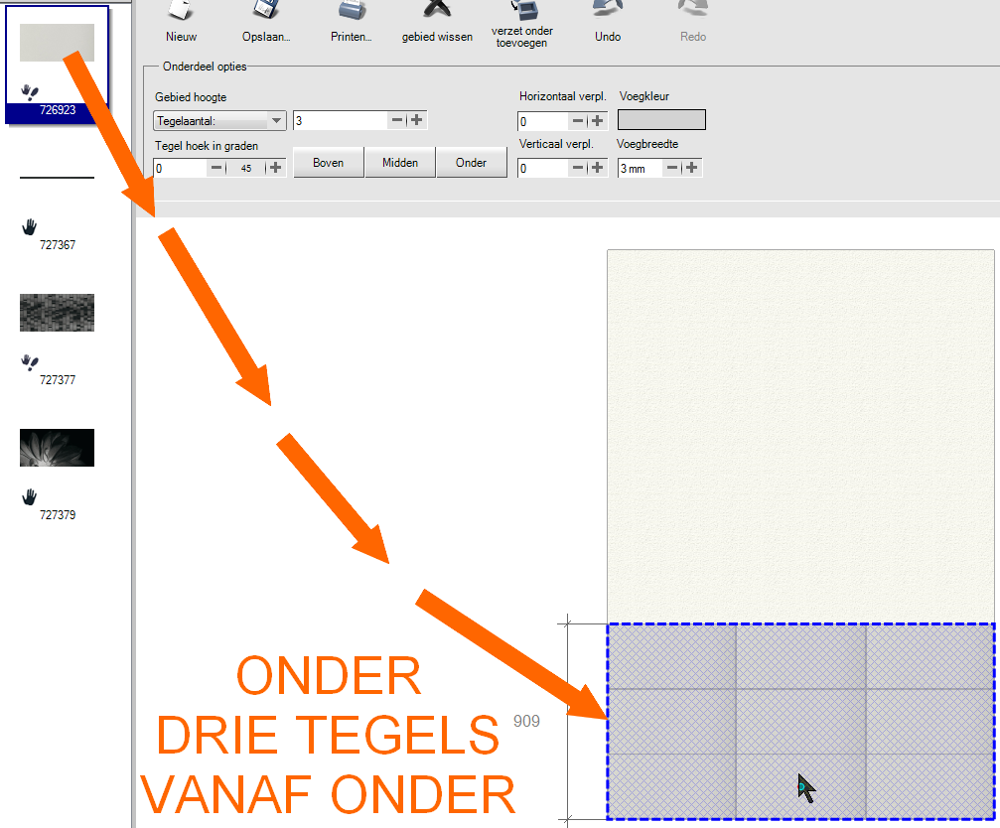 Nieuw
Opslaan...
Printen...
gebied wissen
verzet onder
toevoegen
Undo
Redo
726923
727367
727377
727379
Onderdeel opties
Gebied hoogte
Tegelaantal:
3
Tegel hoek in graden
0
45
Boven
Midden
Onder
Horizontaal verpl.
0
Verticaal verpl.
0
Voegkleur
Voegbreedte
3 mm
909
ONDER
DRIE TEGELS
VANAF ONDER